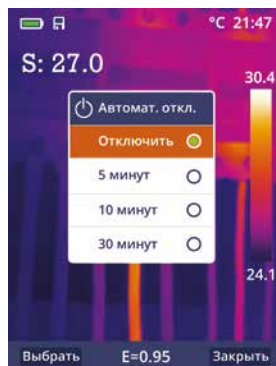 °C 21:47
S: 27.0
30.4
Автомат. откл.
Отключить
5 минут
10 минут
30 минут
24.1
Выбрать E=0.95 Закрыть